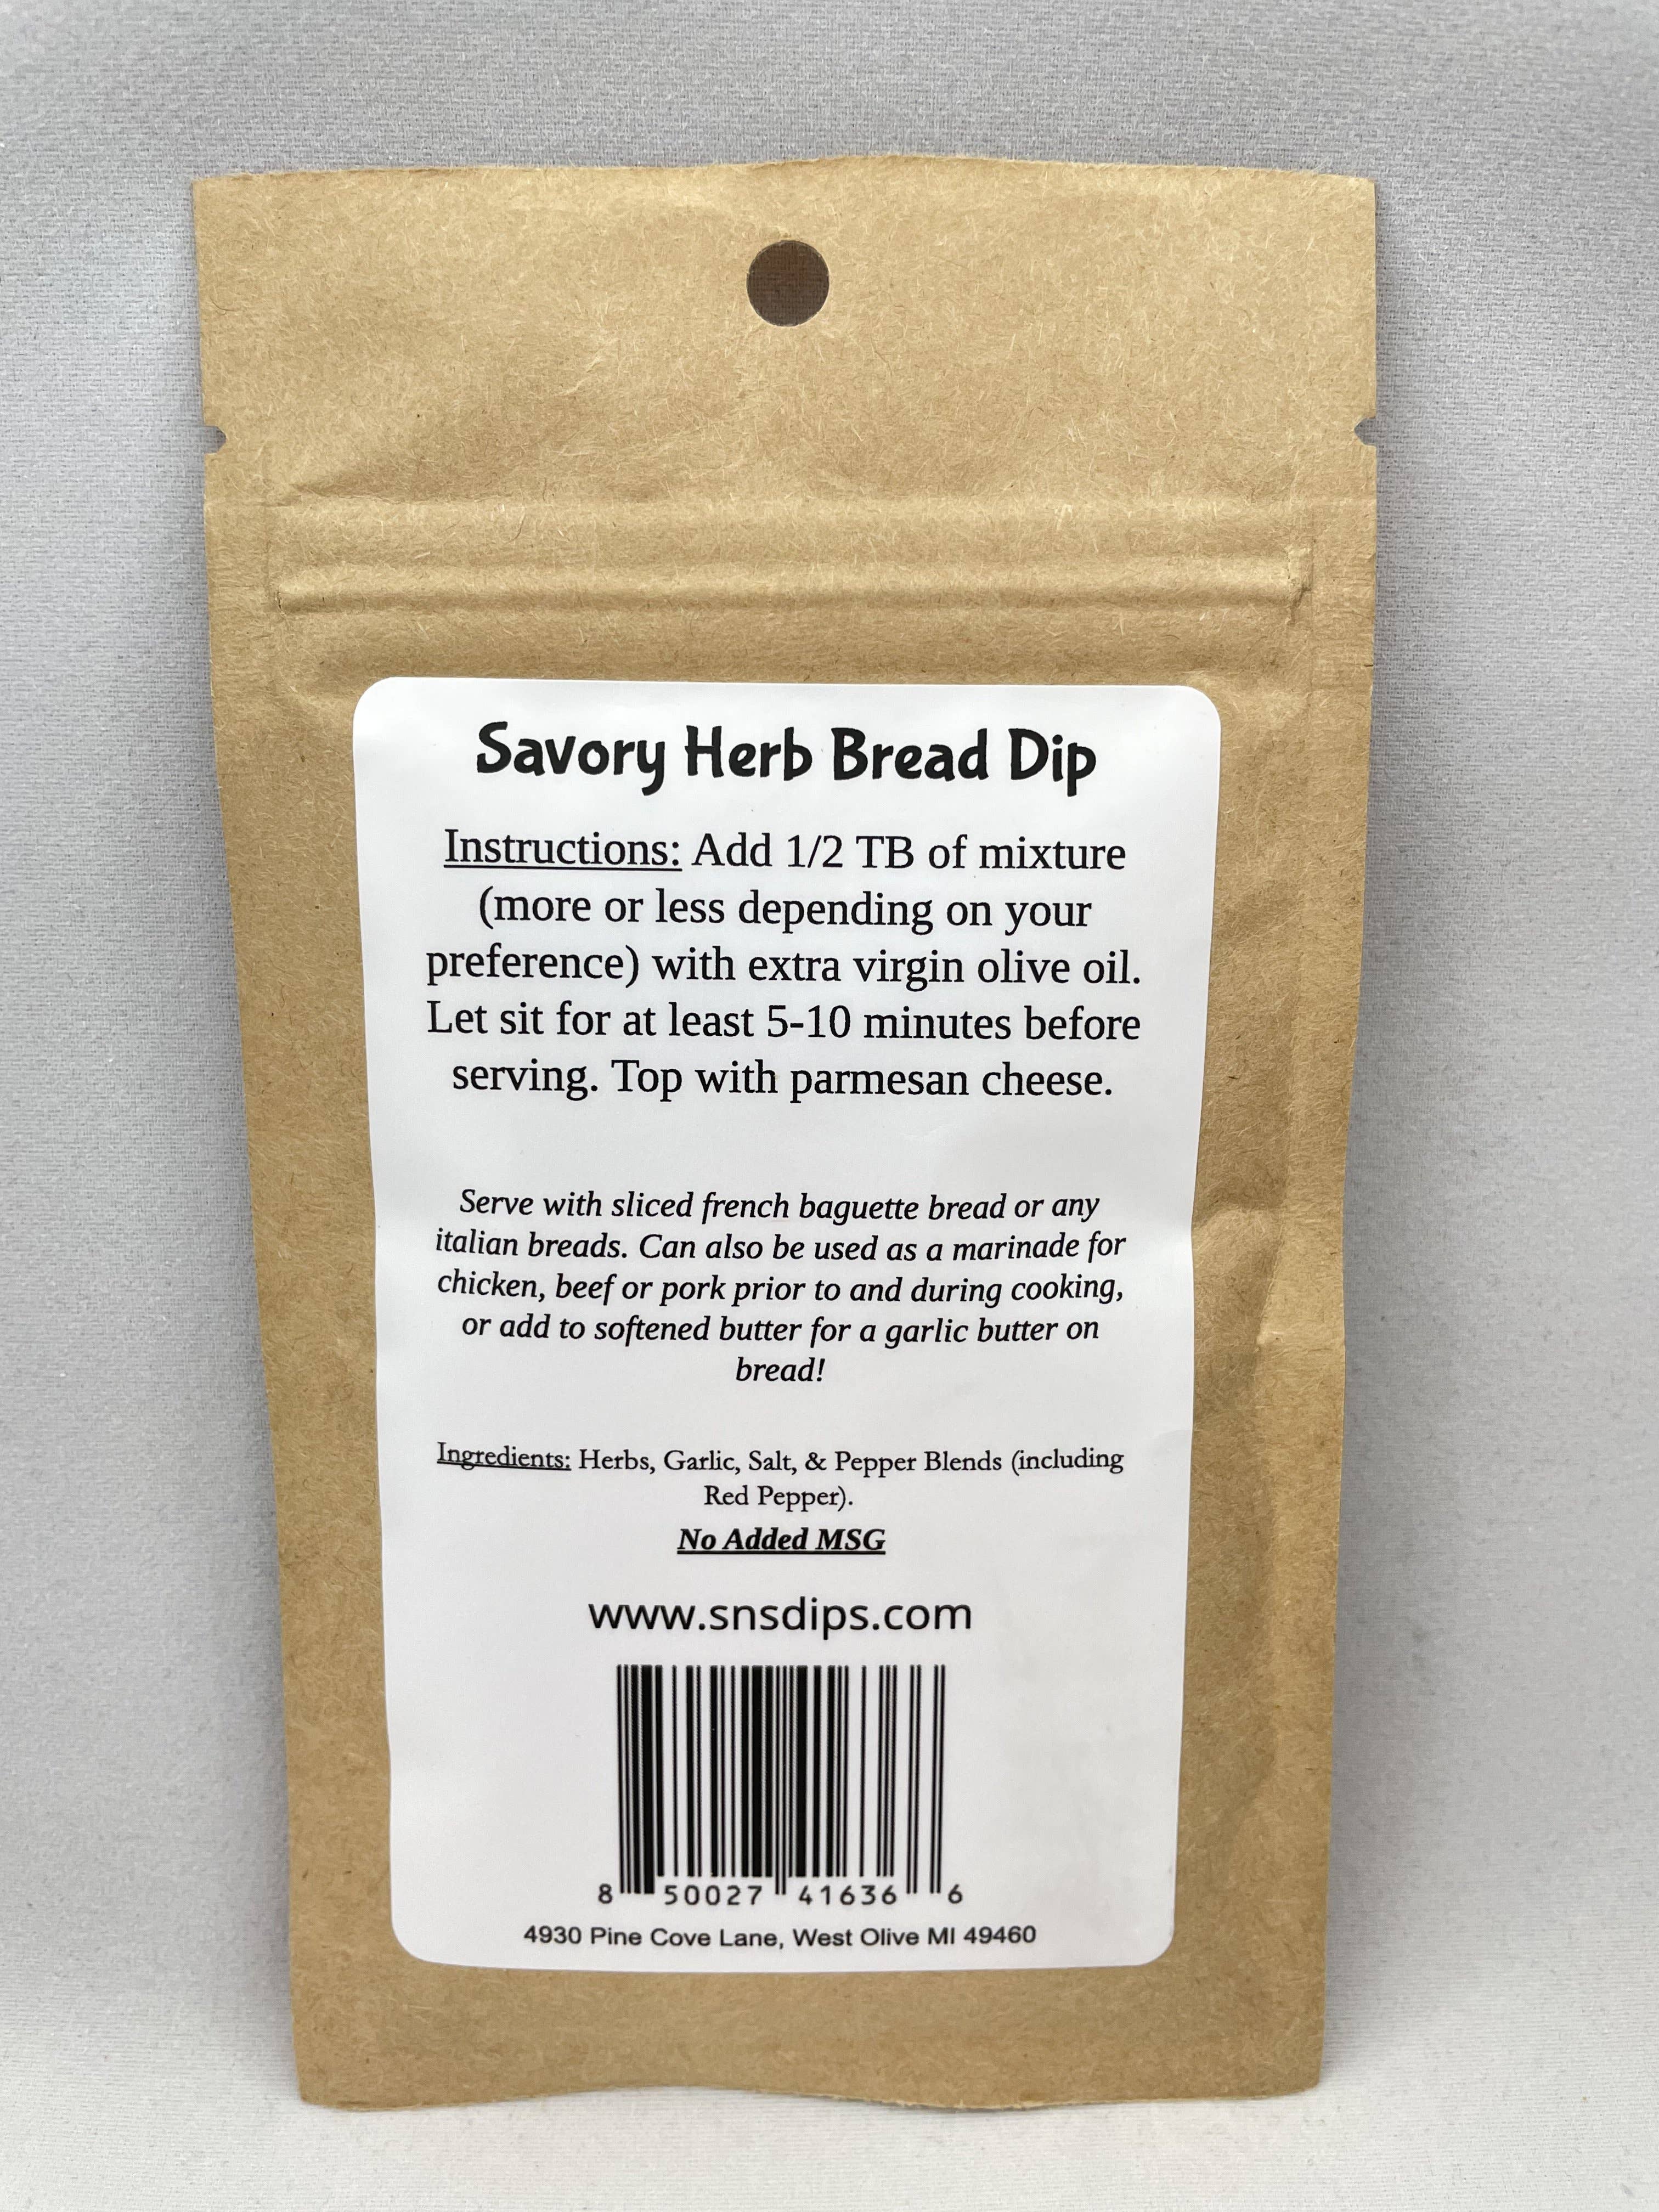 Savory Herb Bread Dip
Instructions: Add 1/2 TB of mixture
(more or less depending on your
preference) with extra virgin olive oil.
Let sit for at least 5-10 minutes before
serving. Top with parmesan cheese.
Serve with sliced french baguette bread or any
italian breads. Can also be used as a marinade for
chicken, beef or pork prior to and during cooking,
or add to softened butter for a garlic butter on
bread!
Ingredients: Herbs, Garlic, Salt, & Pepper Blends (including
Red Pepper).
No Added MSG
www.snsdips.com
8 50027 41636 6
4930 Pine Cove Lane, West Olive MI 49460